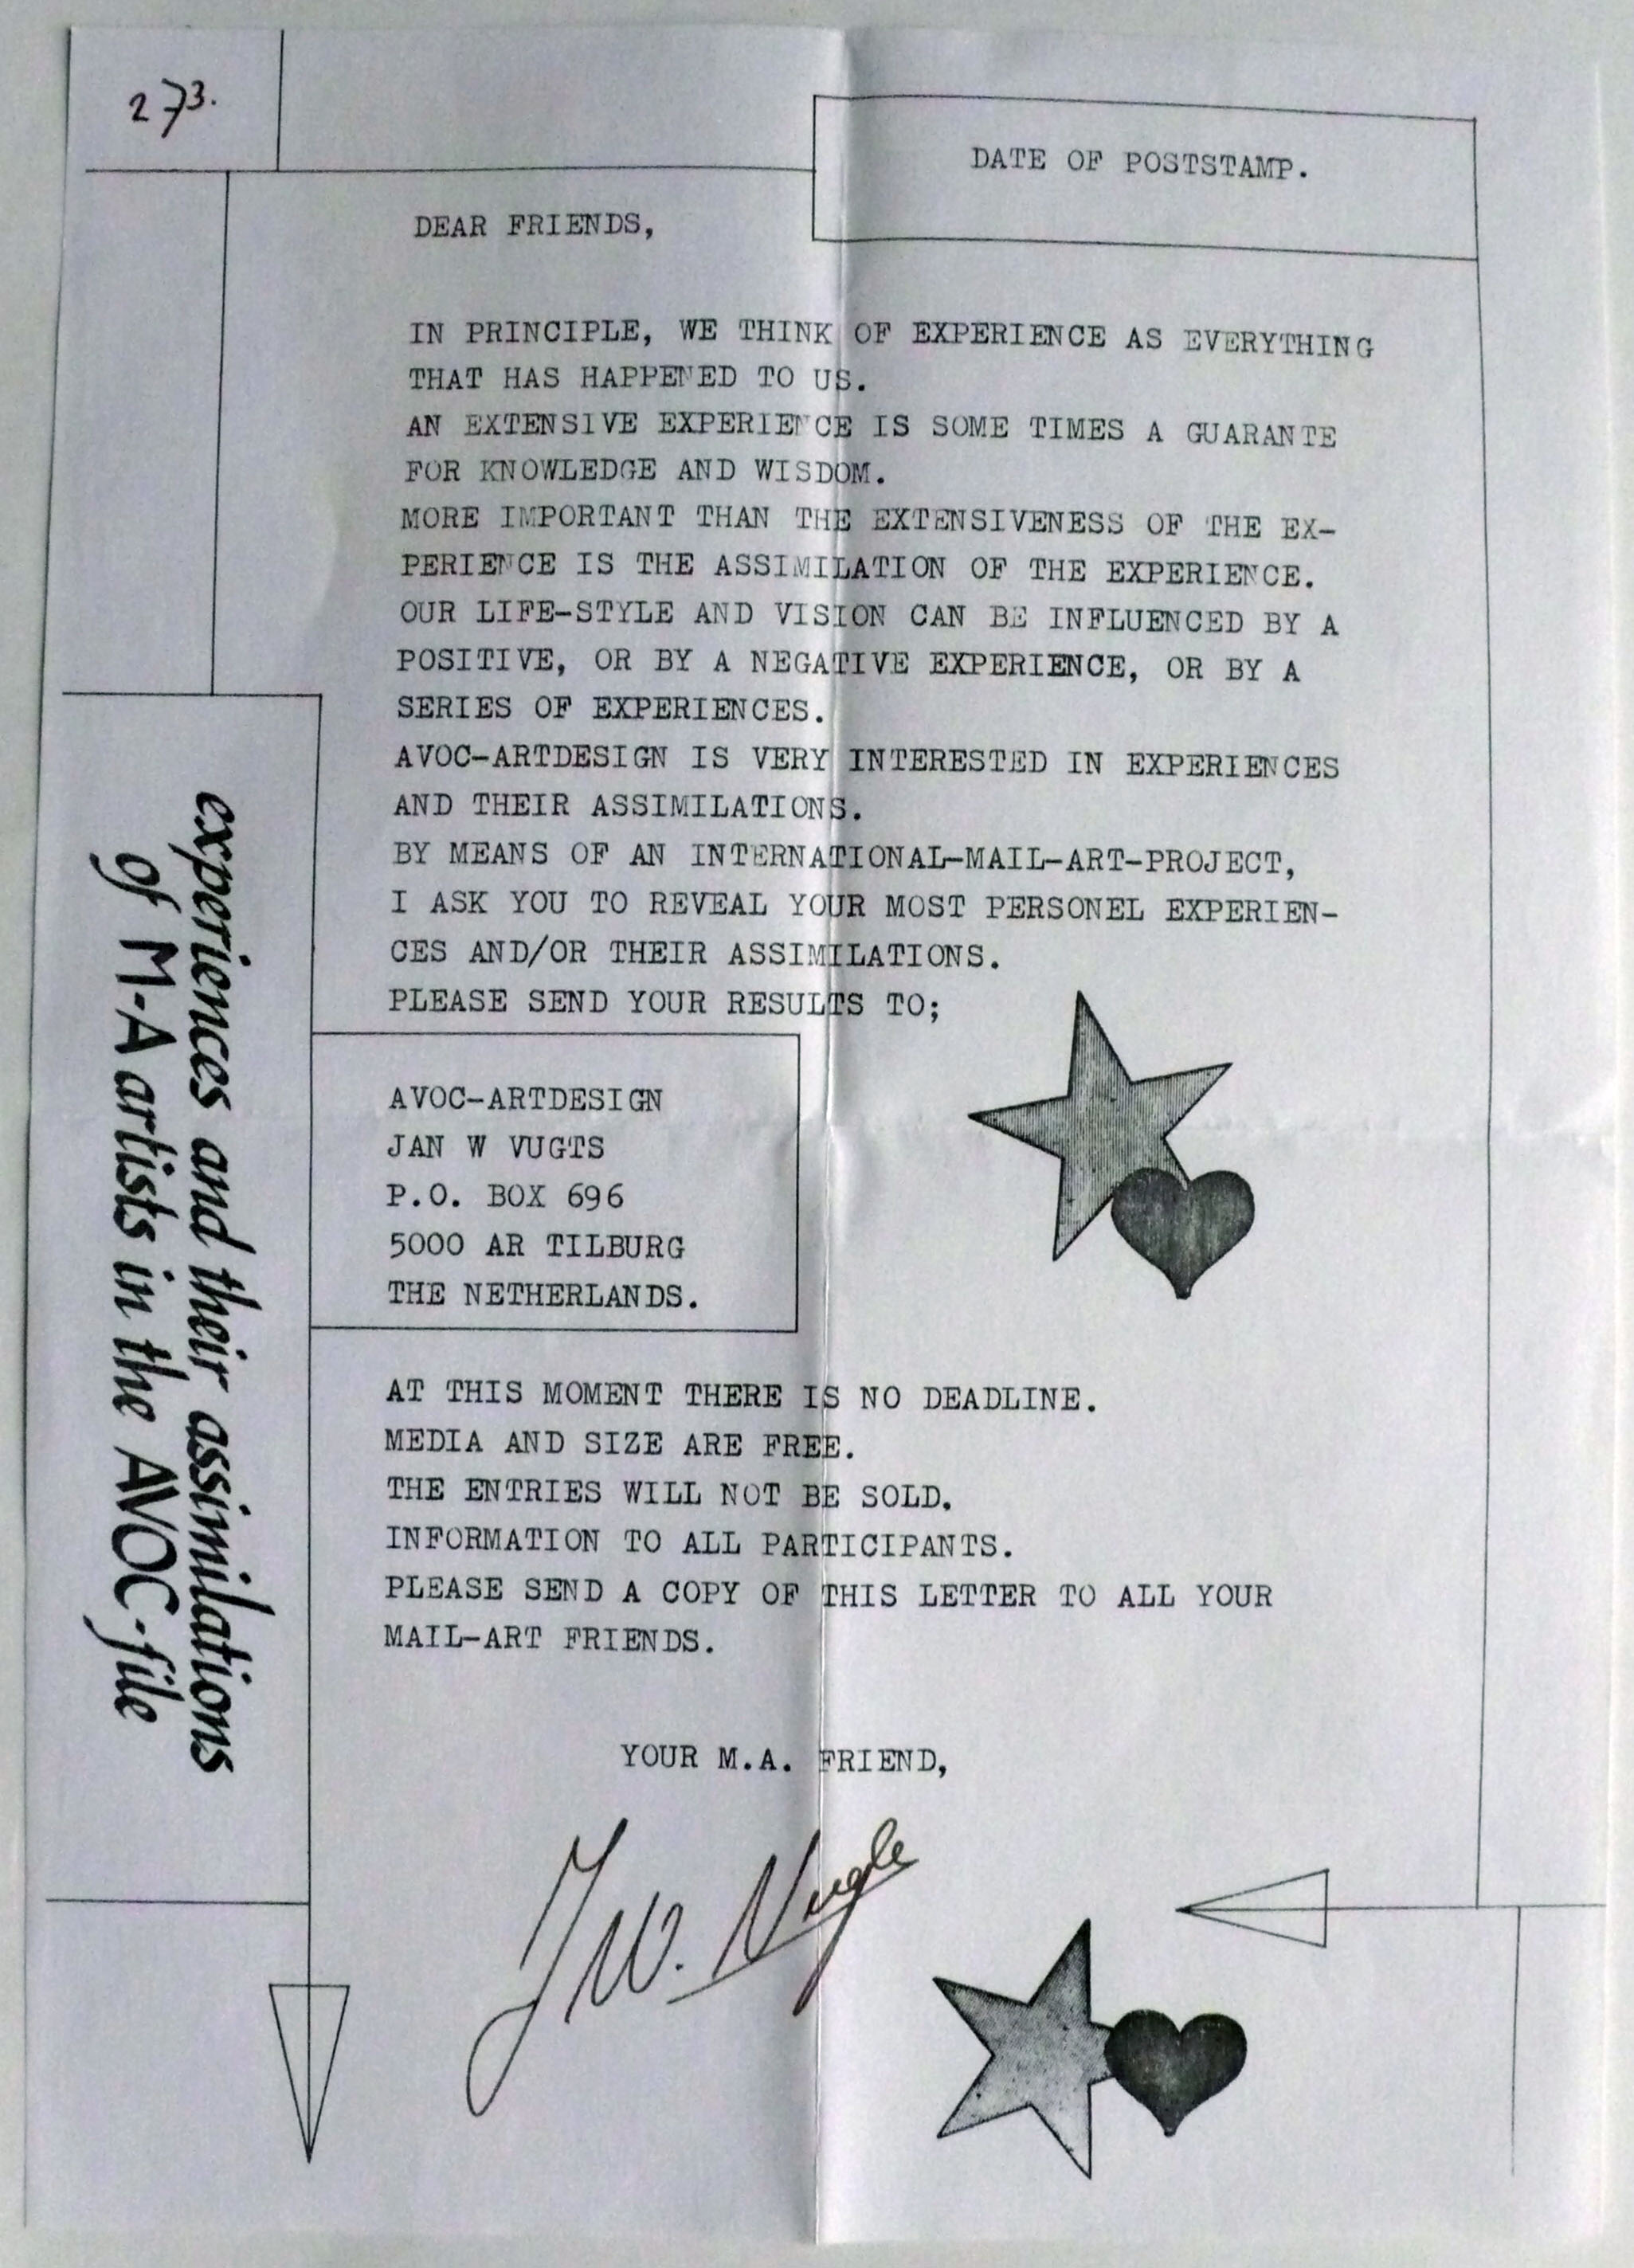 273.
DATE OF POSTSTAMP.
DEAR FRIENDS,
IN PRINCIPLE, WE THINK OF EXPERIENCE AS EVERYTHING
THAT HAS HAPPENED TO US.
AN EXTENSIVE EXPERIENCE IS SOME TIMES A GUARANTE
FOR KNOWLEDGE AND WISDOM.
MORE IMPORTANT THAN THE EXTENSIVENESS OF THE EX-
PERIENCE IS THE ASSIMILATION OF THE EXPERIENCE.
OUR LIFE-STYLE AND VISION CAN BE INFLUENCED BY A
POSITIVE, OR BY A NEGATIVE EXPERIENCE, OR BY A
SERIES OF EXPERIENCES.
AVOC-ARTDESIGN IS VERY INTERESTED IN EXPERIENCES
AND THEIR ASSIMILATIONS.
BY MEANS OF AN INTERNATIONAL-MAIL-ART-PROJECT,
I ASK YOU TO REVEAL YOUR MOST PERSONEL EXPERIEN-
CES AND/OR THEIR ASSIMILATIONS.
PLEASE SEND YOUR RESULTS TO;
AVOC-ARTDESIGN
JAN W VUGTS
P.O. BOX 696
5000 AR TILBURG
THE NETHERLANDS.
AT THIS MOMENT THERE IS NO DEADLINE.
MEDIA AND SIZE ARE FREE.
THE ENTRIES WILL NOT BE SOLD.
INFORMATION TO ALL PARTICIPANTS.
PLEASE SEND A COPY OF THIS LETTER TO ALL YOUR
MAIL-ART FRIENDS.
YOUR M.A. FRIEND,
experiences and their assimilations
of M-A artists in the AVOC-file